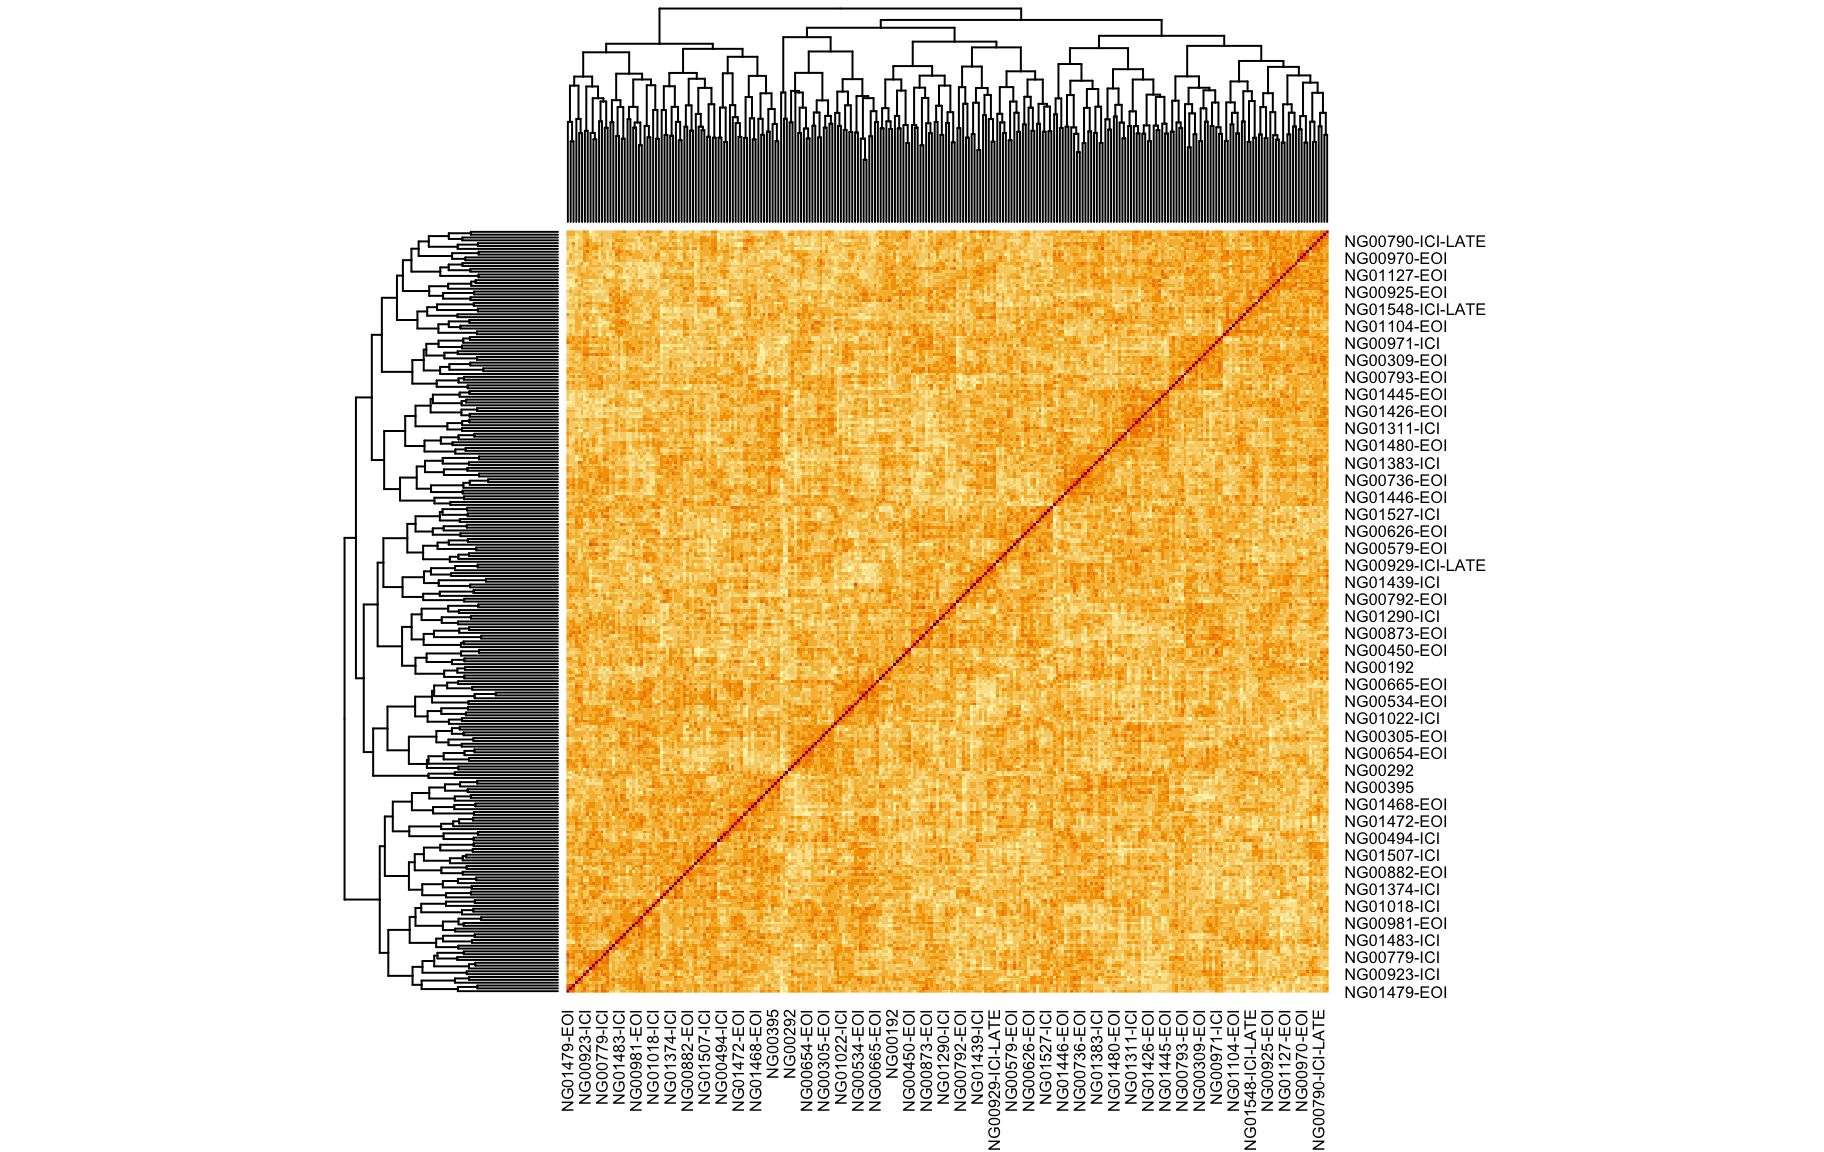 NG00790-ICI-LATE
NG00970-EOI
NG01127-EOI
NG00925-EOI
NG01548-ICI-LATE
NG01104-EOI
NG00971-ICI
NG00309-EOI
NG00793-EOI
NG01445-EOI
NG01426-EOI
NG01311-ICI
NG01480-EOI
NG01383-ICI
NG00736-EOI
NG01446-EOI
NG01527-ICI
NG00626-EOI
NG00579-EOI
NG00929-ICI-LATE
NG01439-ICI
NG00792-EOI
NG01290-ICI
NG00873-EOI
NG00450-EOI
NG00192
NG00665-EOI
NG00534-EOI
NG01022-ICI
NG00305-EOI
NG00654-EOI
NG00292
NG00395
NG01468-EOI
NG01472-EOI
NG00494-ICI
NG01507-ICI
NG00882-EOI
NG01374-ICI
NG01018-ICI
NG00981-EOI
NG01483-ICI
NG00779-ICI
NG00923-ICI
NG01479-EOI
NG01479-EOI
NG00923-ICI
NG00779-ICI
NG01483-ICI
NG00981-EOI
NG01018-ICI
NG01374-ICI
NG00882-EOI
NG01507-ICI
NG00494-ICI
NG01472-EOI
NG01468-EOI
NG00395
NG00292
NG00654-EOI
NG00305-EOI
NG01022-ICI
NG00534-EOI
NG00665-EOI
NG00192
NG00450-EOI
NG00873-EOI
NG01290-ICI
NG00792-EOI
NG01439-ICI
NG00929-ICI-LATE
NG00579-EOI
NG00626-EOI
NG01527-ICI
NG01446-EOI
NG00736-EOI
NG01383-ICI
NG01480-EOI
NG01311-ICI
NG01426-EOI
NG01445-EOI
NG00793-EOI
NG00309-EOI
NG00971-ICI
NG01104-EOI
NG01548-ICI-LATE
NG00925-EOI
NG01127-EOI
NG00970-EOI
NG00790-ICI-LATE